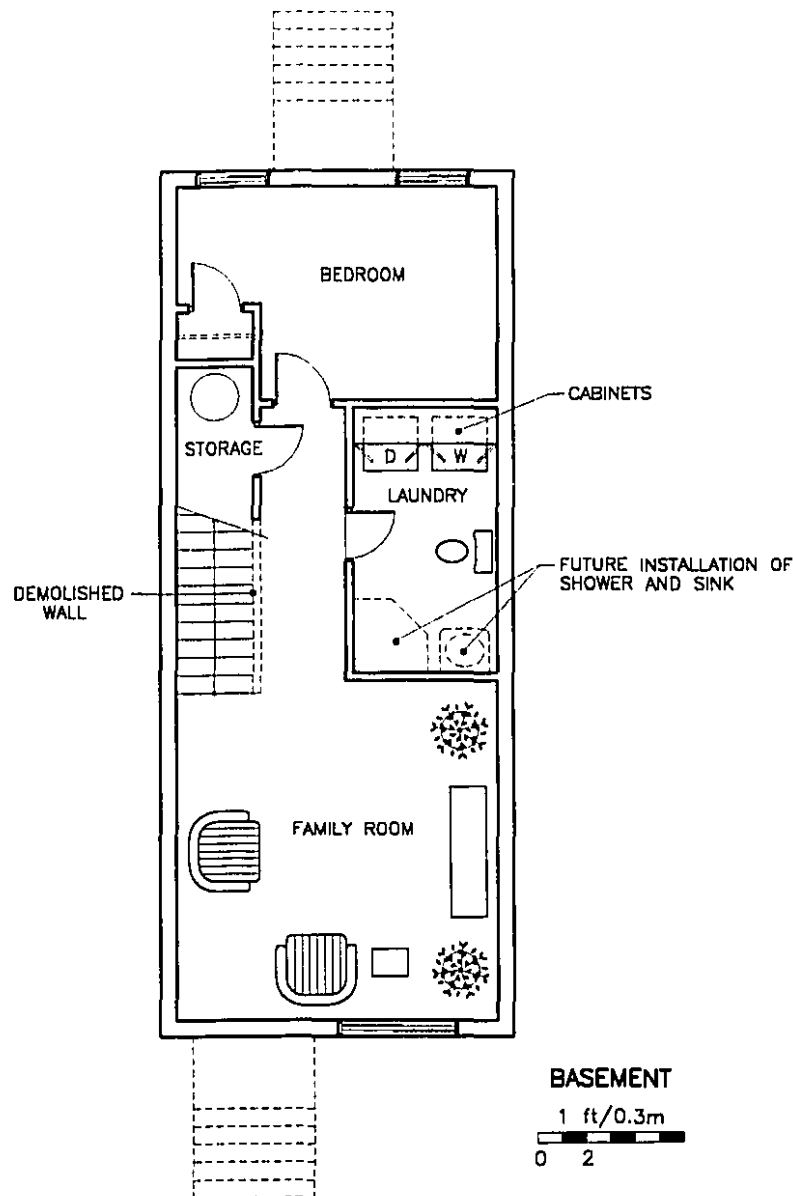 BEDROOM
CABINETS
STORAGE
D
W
LAUNDRY
FUTURE INSTALLATION OF
SHOWER AND SINK
DEMOLISHED
WALL
FAMILY ROOM
BASEMENT
1 ft/0.3m
0 2